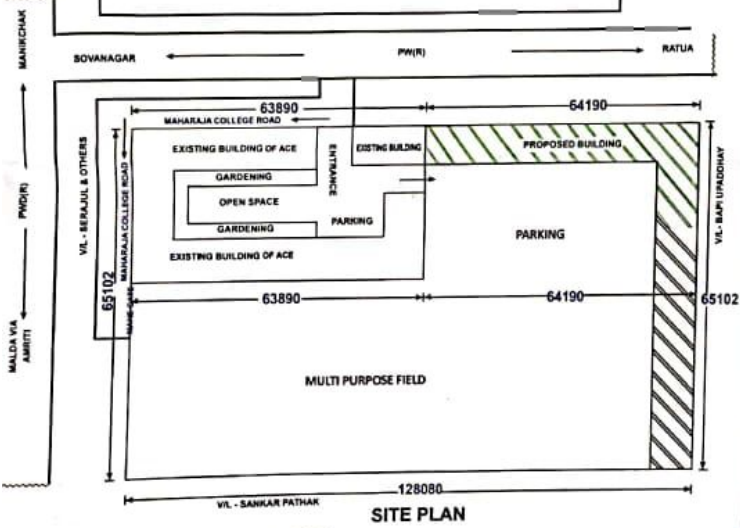 MANIKCHAK
SOVANAGAR
PW(R)
RATUA
63890
64190
MAHARAJA COLLEGE ROAD
EXISTING BUILDING OF ACE
EXISTING BUILDING
PROPOSED BUILDING
ENTRANCE
GARDENING
OPEN SPACE
PARKING
GARDENING
EXISTING BUILDING OF ACE
PARKING
PWD(R)
V/L - SERAJUL & OTHERS
MAHARAJA COLLEGE ROAD
V/L - BAPI UPADDHAY
65102
63890
64190
65102
MALDA VIA
AMRITI
MULTI PURPOSE FIELD
128080
V/L - SANKAR PATHAK
SITE PLAN